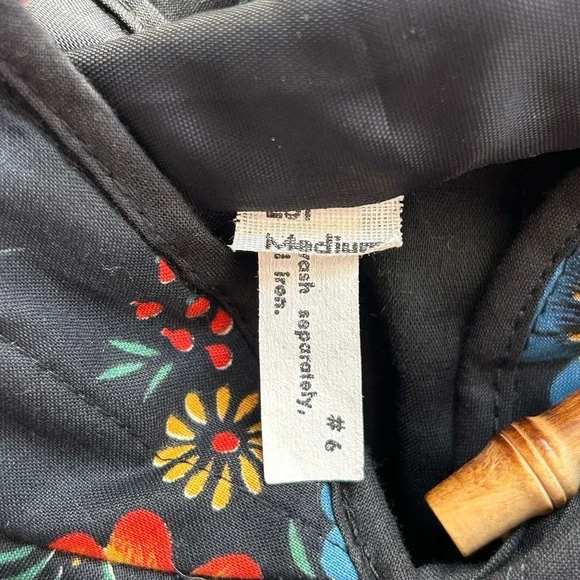 Medium
wash separately,
iron.
# 6